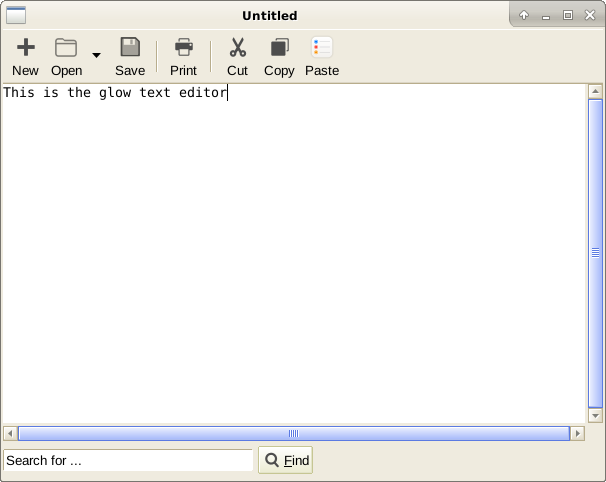 Untitled
New Open Save Print Cut Copy Paste
This is the glow text editor
Search for ... Find